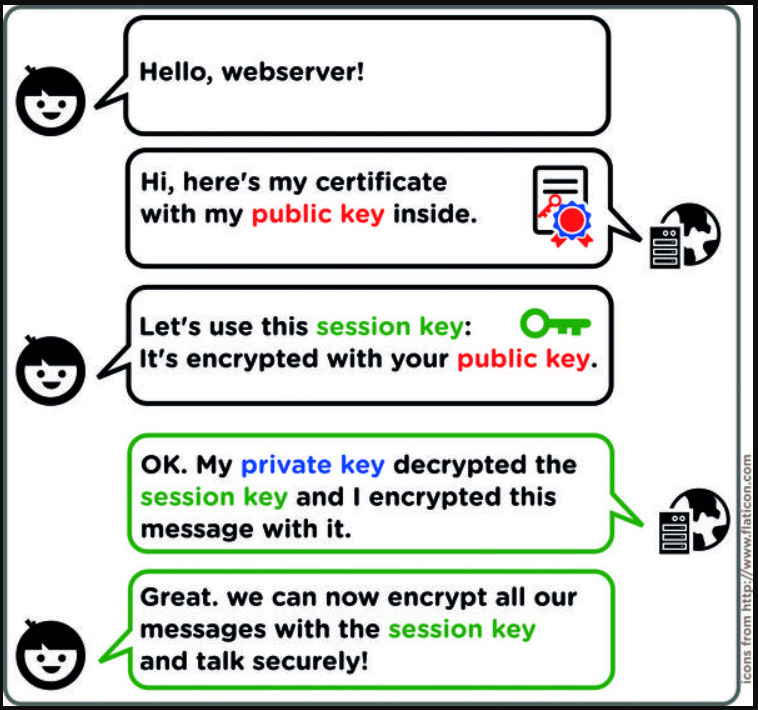 Hello, webserver!
Hi, here's my certificate
with my public key inside.
Let's use this session key:
It's encrypted with your public key.
OK. My private key decrypted the
session key and I encrypted this
message with it.
Great. we can now encrypt all our
messages with the session key
and talk securely!
icons from http://www.flaticon.com